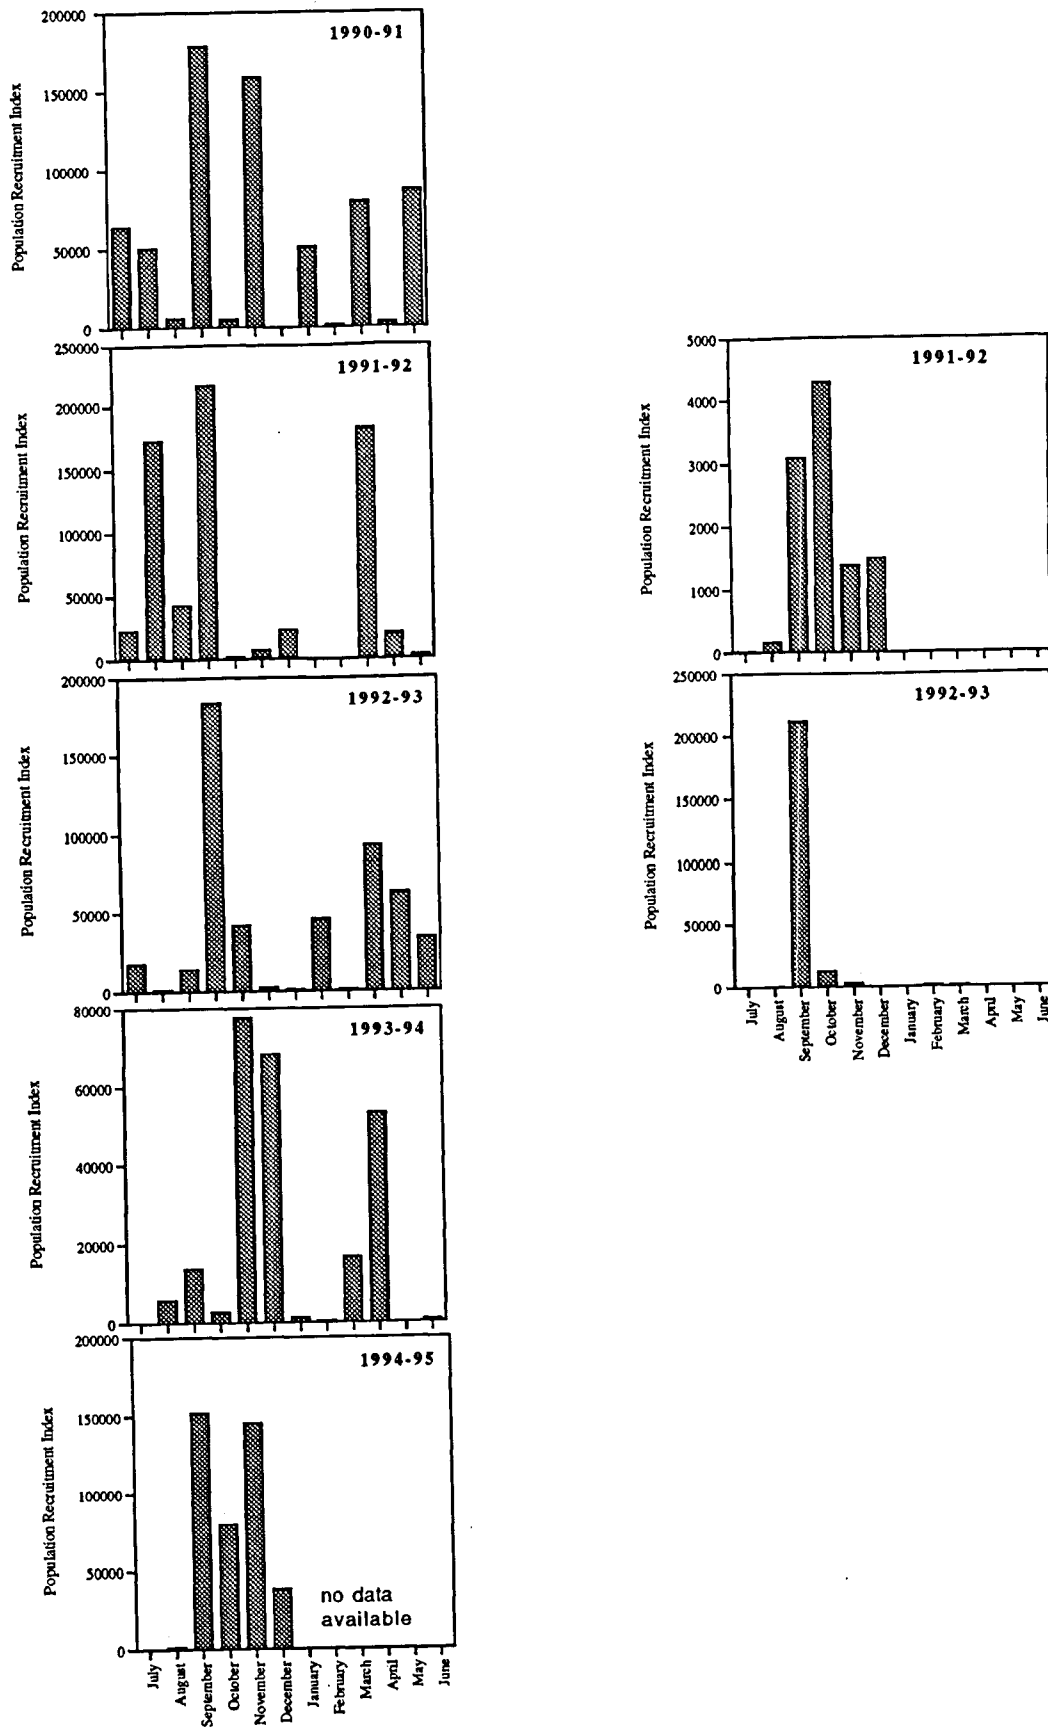 1990-91
Population Recruitment Index
200000
150000
100000
50000
0
1991-92
Population Recruitment Index
250000
200000
150000
100000
50000
0
1992-93
Population Recruitment Index
200000
150000
100000
50000
0
1993-94
Population Recruitment Index
80000
60000
40000
20000
0
1994-95
Population Recruitment Index
200000
150000
100000
50000
0
no data
available
July
August
September
October
November
December
January
February
March
April
May
June
1991-92
Population Recruitment Index
5000
4000
3000
2000
1000
0
1992-93
Population Recruitment Index
250000
200000
150000
100000
50000
0
July
August
September
October
November
December
January
February
March
April
May
June